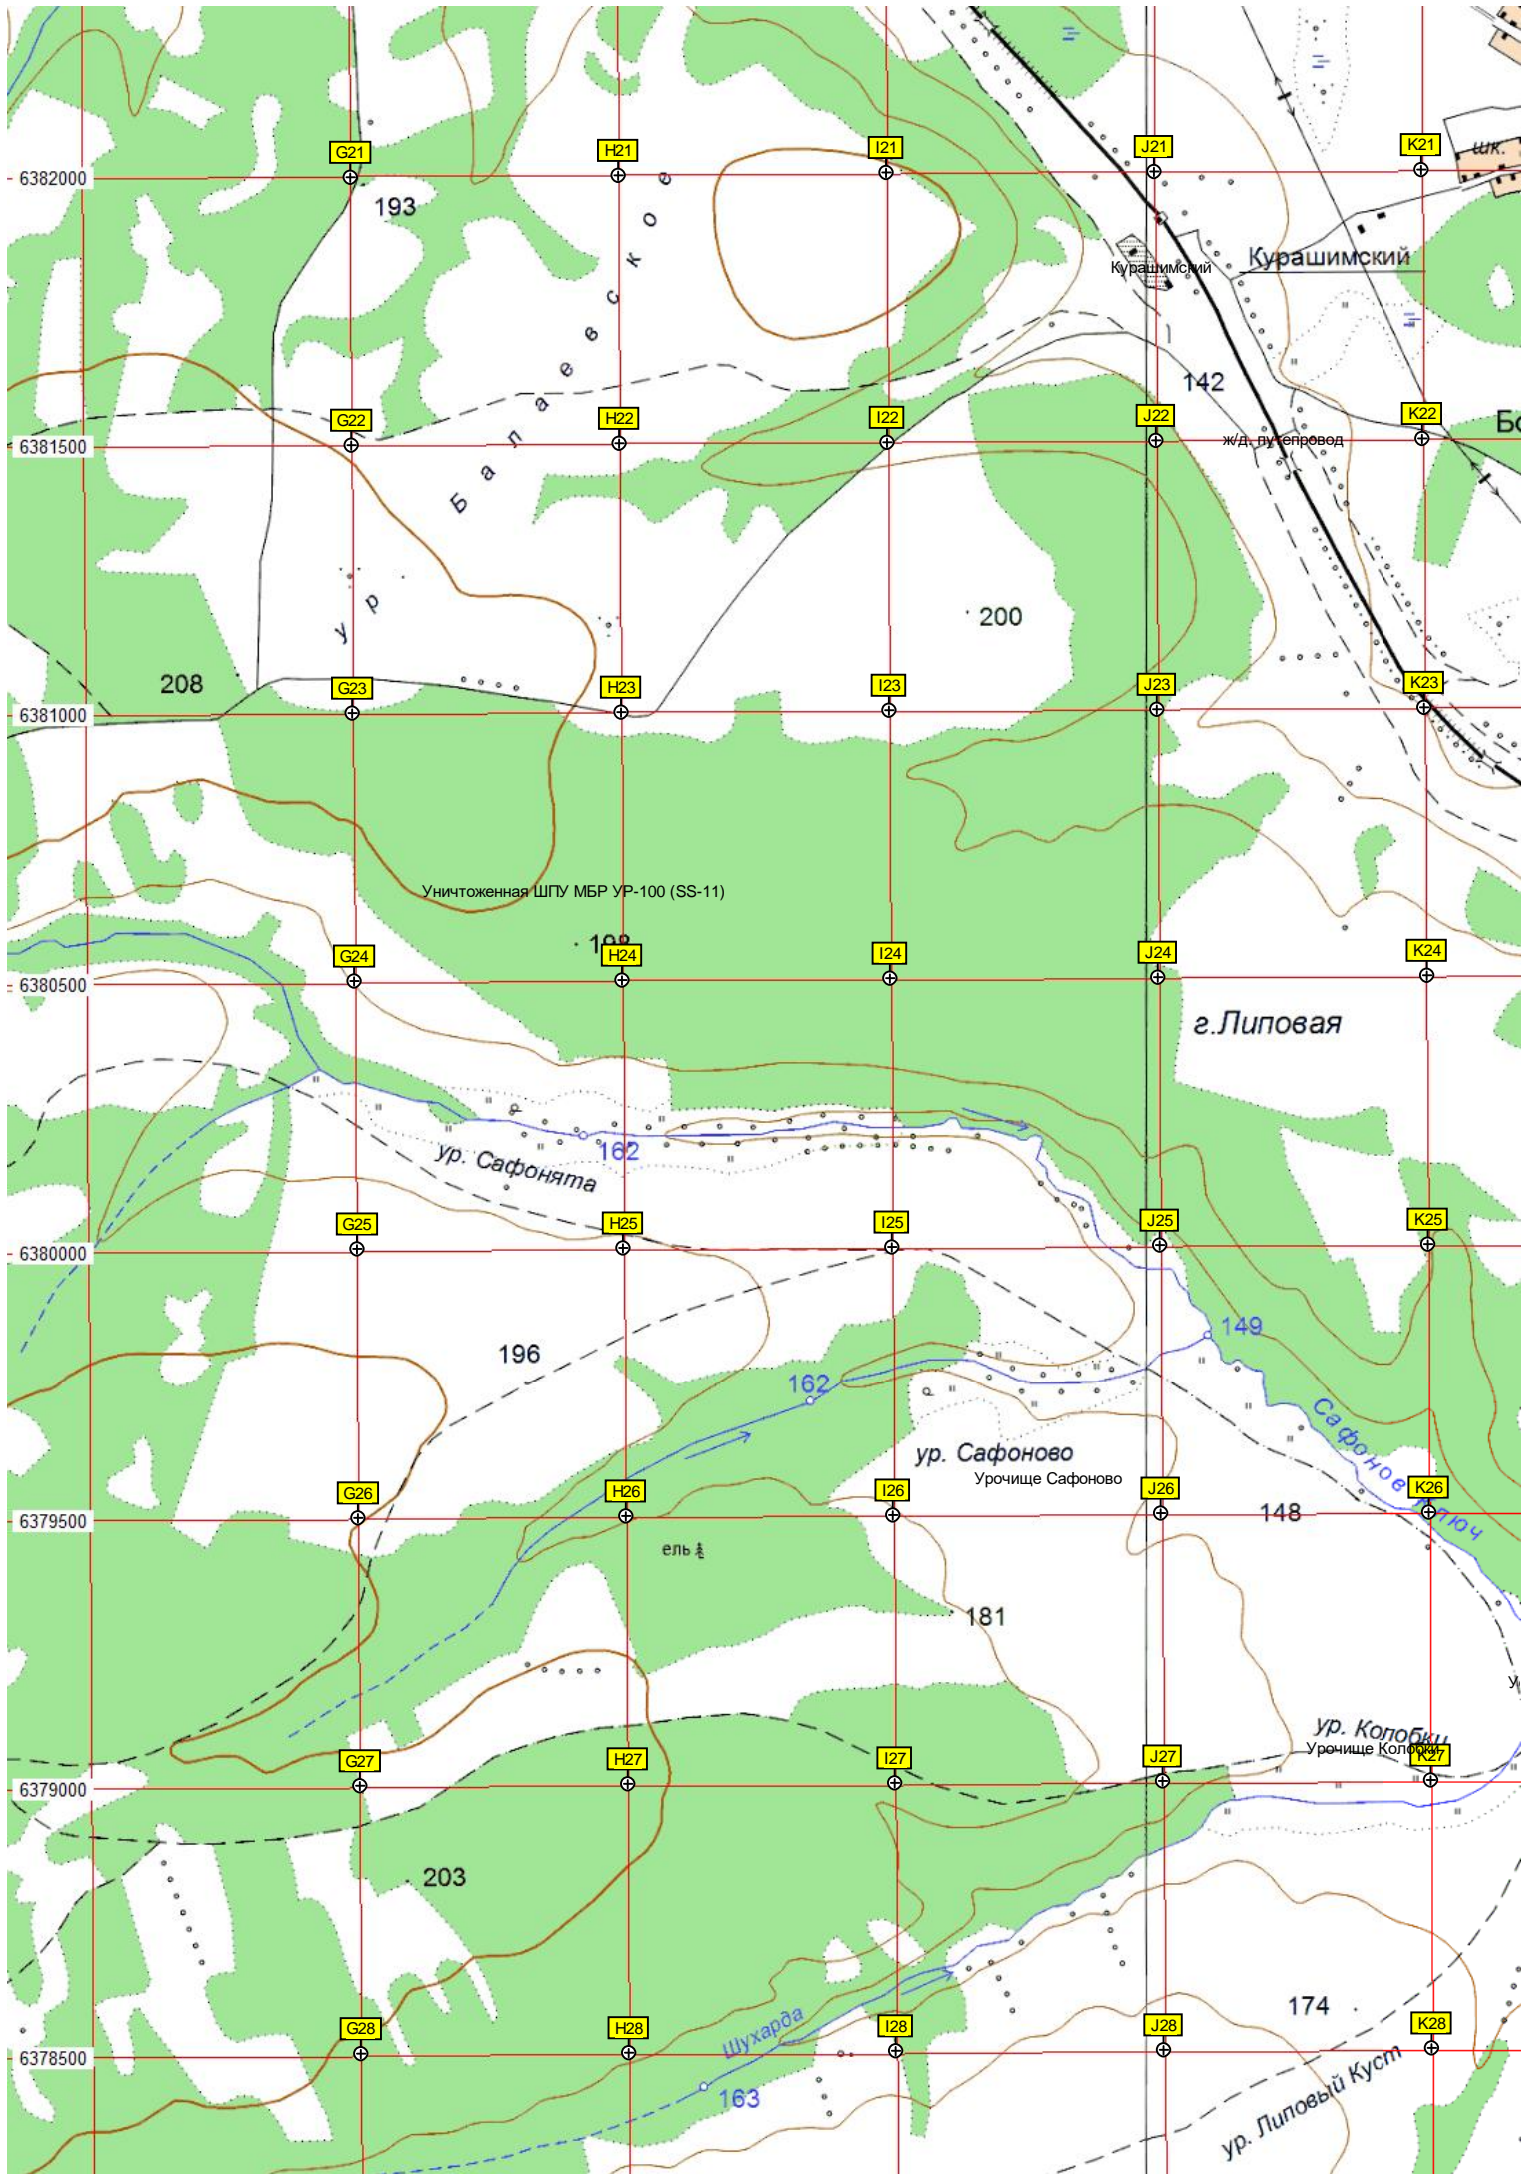 шк.
G21
H21
I21
J21
K21
6382000
193
Курашимский
Курашимский
ур. Балаевское
142
G22
H22
I22
J22
K22
6381500
ж/д. путепровод
200
208
G23
H23
I23
J23
K23
6381000
Уничтоженная ШПУ МБР УР-100 (SS-11)
198
G24
H24
I24
J24
K24
6380500
г.Липовая
162
ур. Сафонята
G25
H25
I25
J25
K25
6380000
149
196
162
Сафонов Ключ
ур. Сафоново
Урочище Сафоново
G26
H26
I26
J26
K26
6379500
148
ель
181
ур. Колобки
Урочище Колобки
G27
H27
I27
J27
K27
6379000
203
174
Шухарда
G28
H28
I28
J28
K28
6378500
163
ур. Липовый Куст